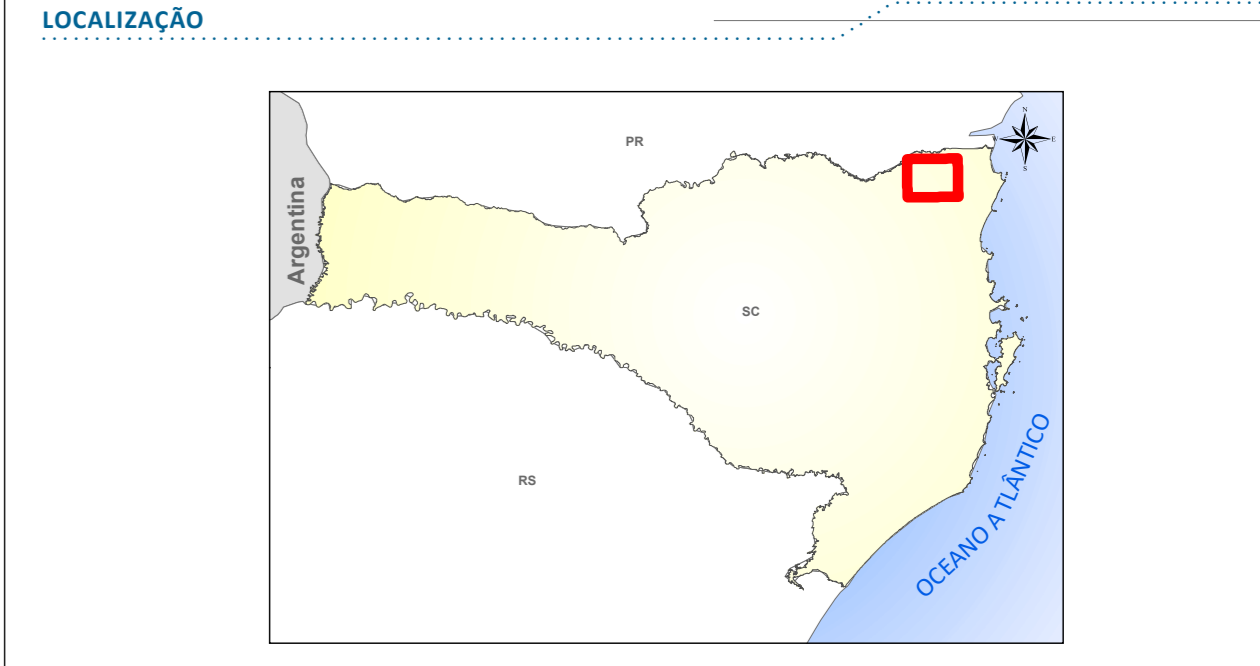 LOCALIZAÇÃO
N
PR
W
E
S
Argentina
SC
RS
OCEANO ATLÂNTICO